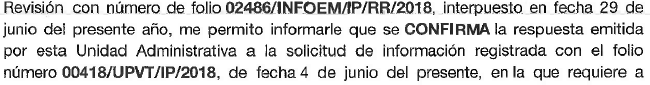 Revisión con número de folio 02486/INFOEM/IP/RR/2018, interpuesto en fecha 29 de
junio del presente año, me permito informarle que se CONFIRMA la respuesta emitida
por esta Unidad Administrativa a la solicitud de información registrada con el folio
número 00418/UPVT/IP/2018, de fecha 4 de junio del presente, en la que requiere a